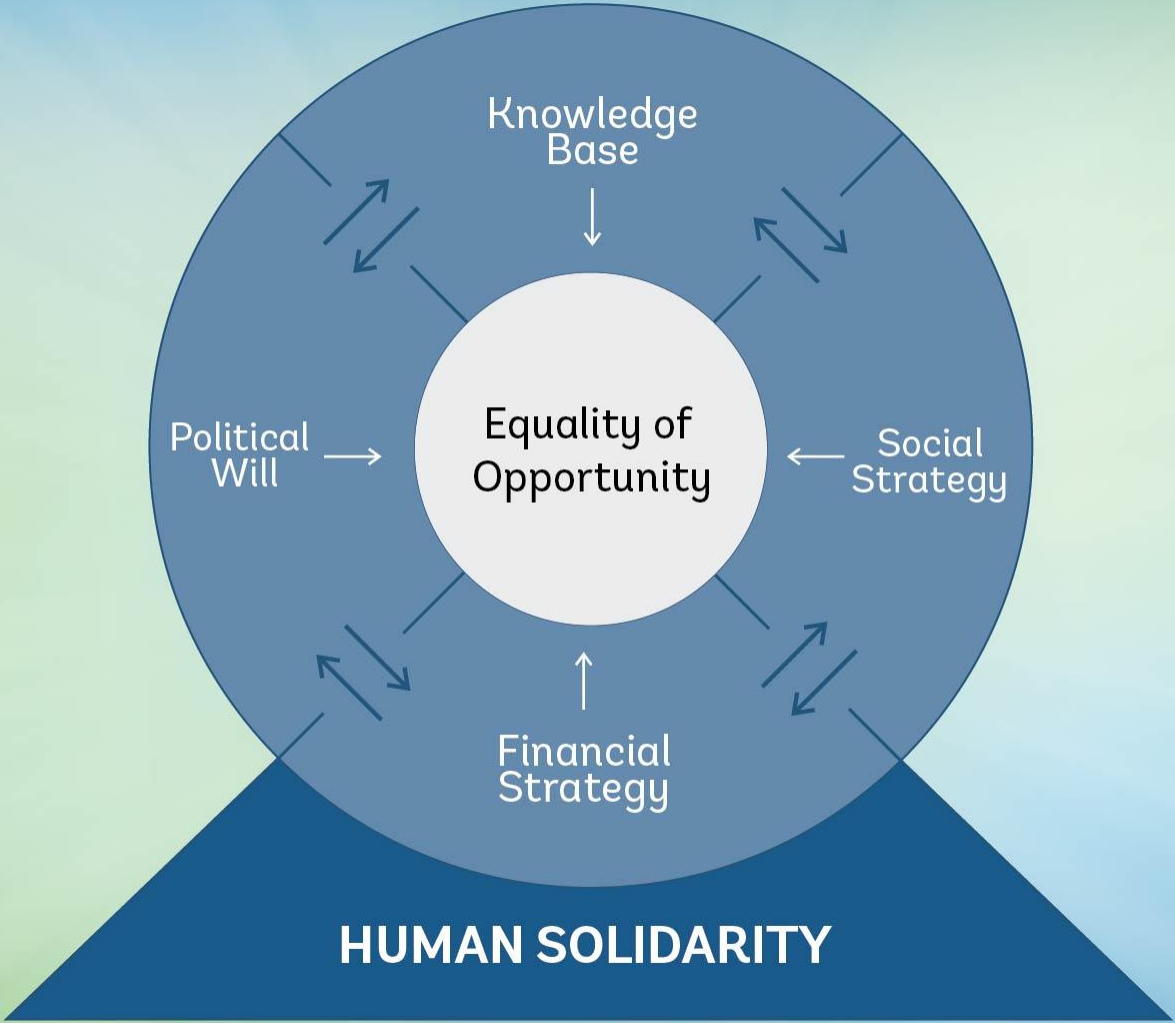 Knowledge
Base
Political
Will
Equality of
Opportunity
Social
Strategy
Financial
Strategy
HUMAN SOLIDARITY